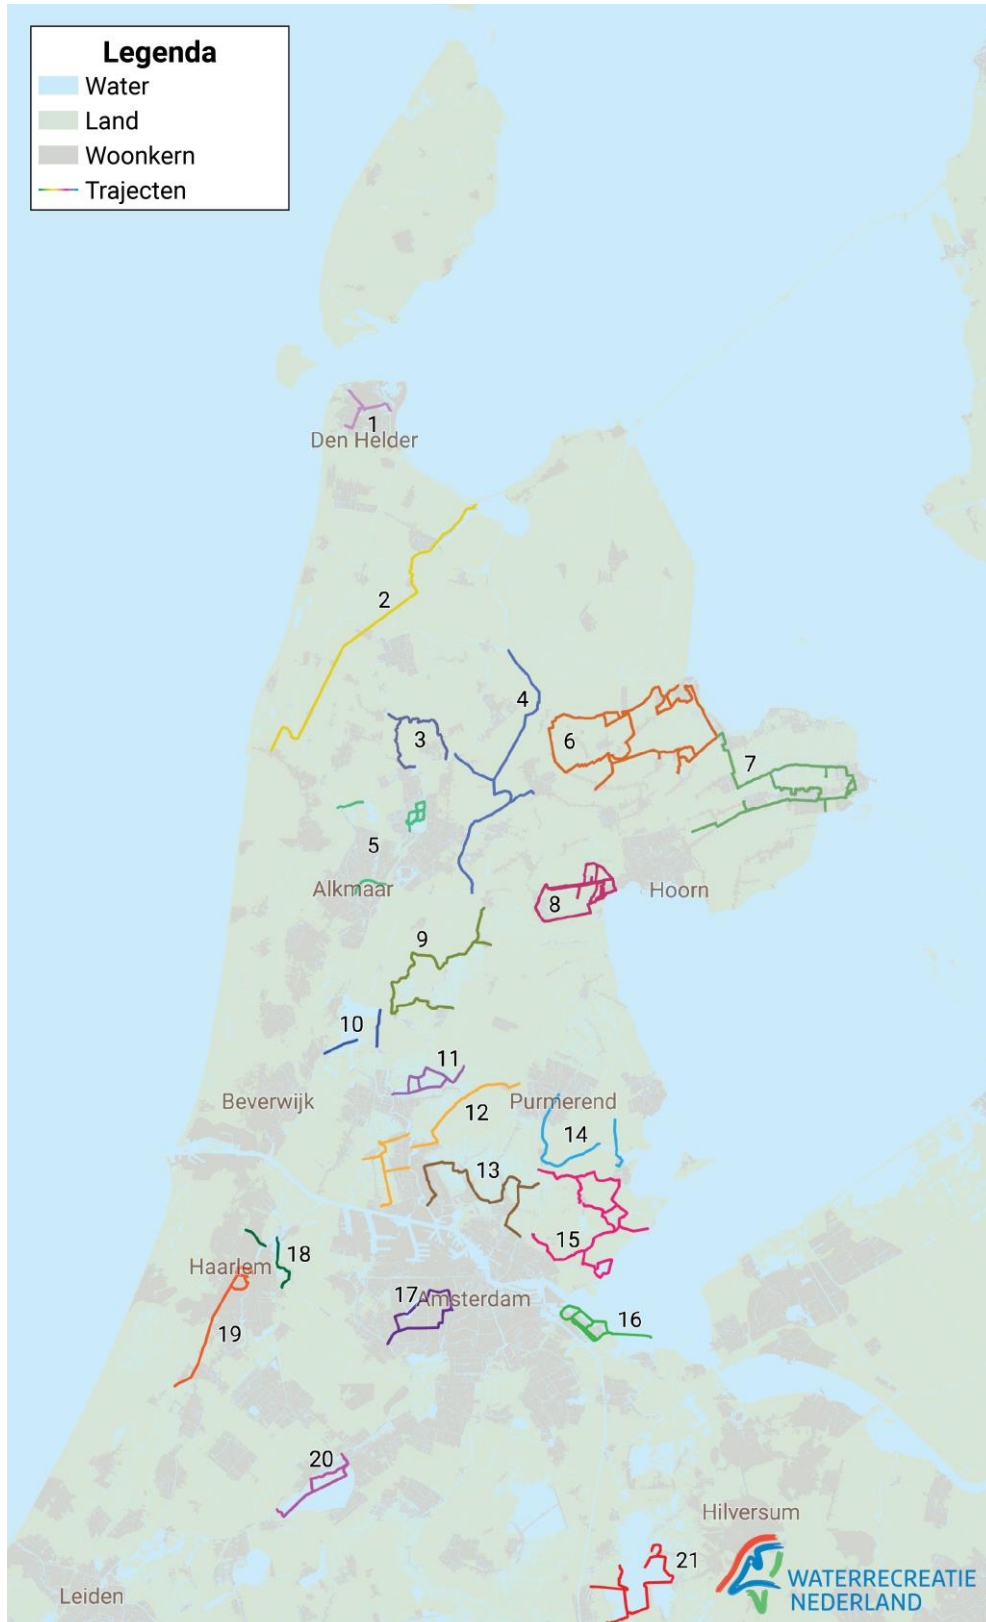 Legenda
Water
Land
Woonkern
Trajecten
1
Den Helder
2
4
3
6
7
5
Alkmaar
Hoorn
8
9
10
11
Beverwijk
Purmerend
12
14
13
15
18
Haarlem
17
Amsterdam
16
19
20
Hilversum
21
Leiden
WATERRECREATIE
NEDERLAND